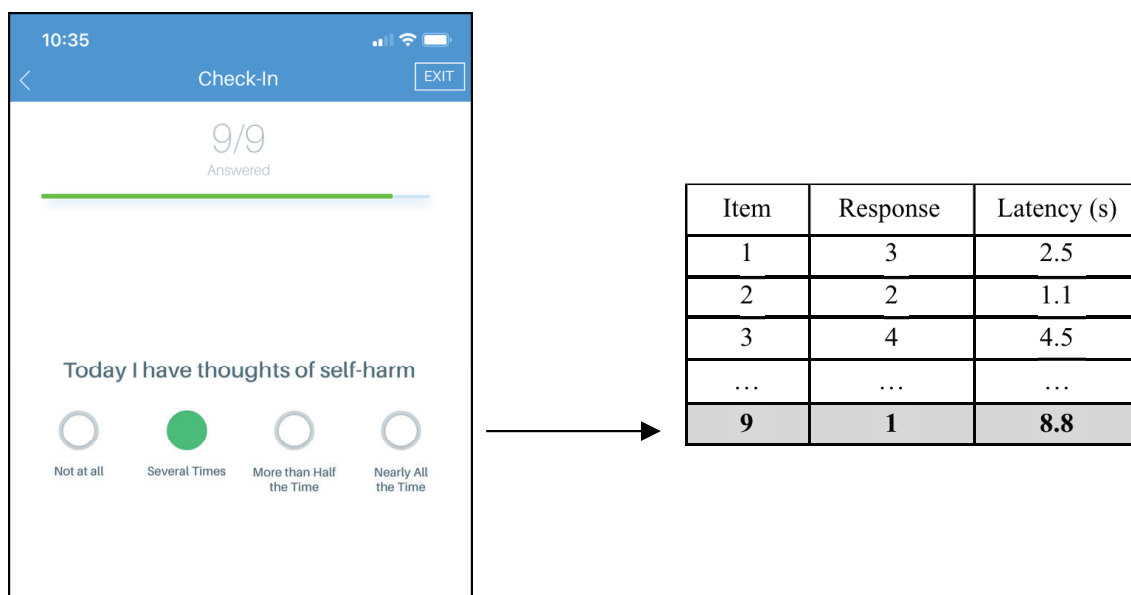 10:35
Check-In
EXIT
9/9
Answered
Today I have thoughts of self-harm
Not at all
Several Times
More than Half
the Time
Nearly All
the Time
Item Response Latency (s)
1 3 2.5
2 2 1.1
3 4 4.5
… … …
9 1 8.8